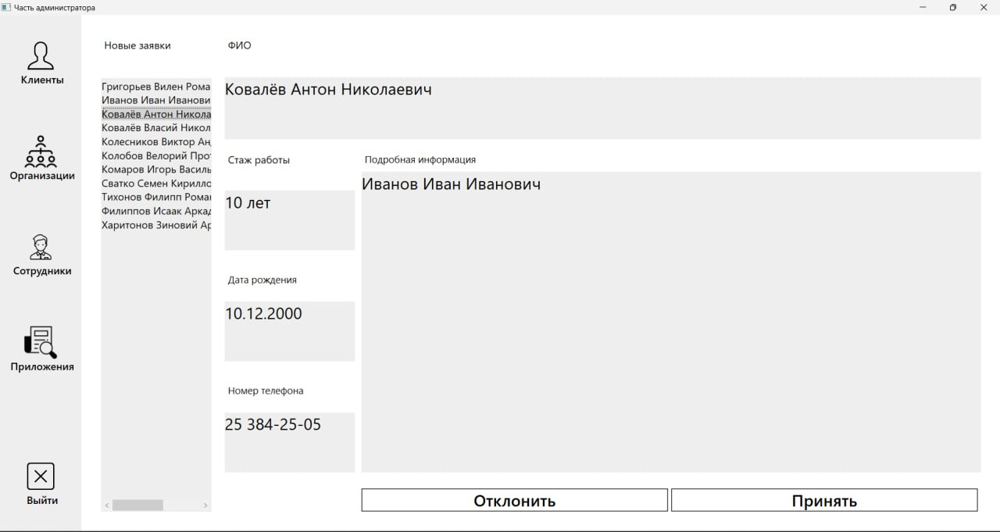 Часть администратора
Клиенты
Организации
Сотрудники
Приложения
Выйти
Новые заявки
Григорьев Вилен Рома
Иванов Иван Иванови
Ковалёв Антон Никола
Ковалёв Власий Никол
Колесников Виктор Ан
Колобов Велорий Прот
Комаров Игорь Василь
Сватко Семен Кирилло
Тихонов Филипп Роман
Филиппов Исаак Аркад
Харитонов Зиновий Ар
ФИО
Ковалёв Антон Николаевич
Стаж работы
10 лет
Дата рождения
10.12.2000
Номер телефона
25 384-25-05
Подробная информация
Иванов Иван Иванович
Отклонить
Принять